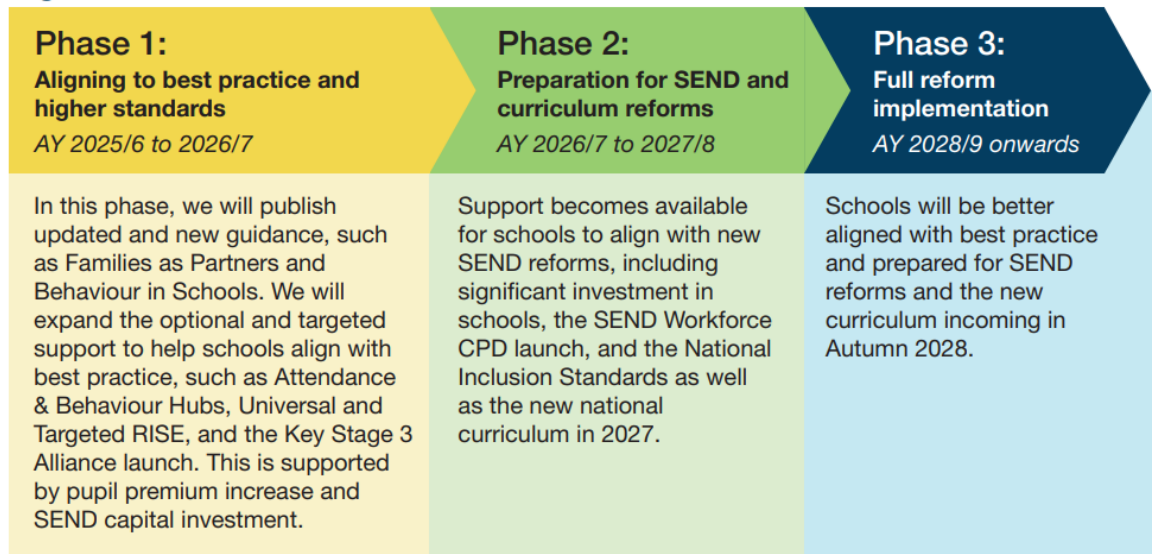 Phase 1:
Aligning to best practice and
higher standards
AY 2025/6 to 2026/7
In this phase, we will publish
updated and new guidance, such
as Families as Partners and
Behaviour in Schools. We will
expand the optional and targeted
support to help schools align with
best practice, such as Attendance
& Behaviour Hubs, Universal and
Targeted RISE, and the Key Stage 3
Alliance launch. This is supported
by pupil premium increase and
SEND capital investment.
Phase 2:
Preparation for SEND and
curriculum reforms
AY 2026/7 to 2027/8
Support becomes available
for schools to align with new
SEND reforms, including
significant investment in
schools, the SEND Workforce
CPD launch, and the National
Inclusion Standards as well
as the new national
curriculum in 2027.
Phase 3:
Full reform
implementation
AY 2028/9 onwards
Schools will be better
aligned with best practice
and prepared for SEND
reforms and the new
curriculum incoming in
Autumn 2028.